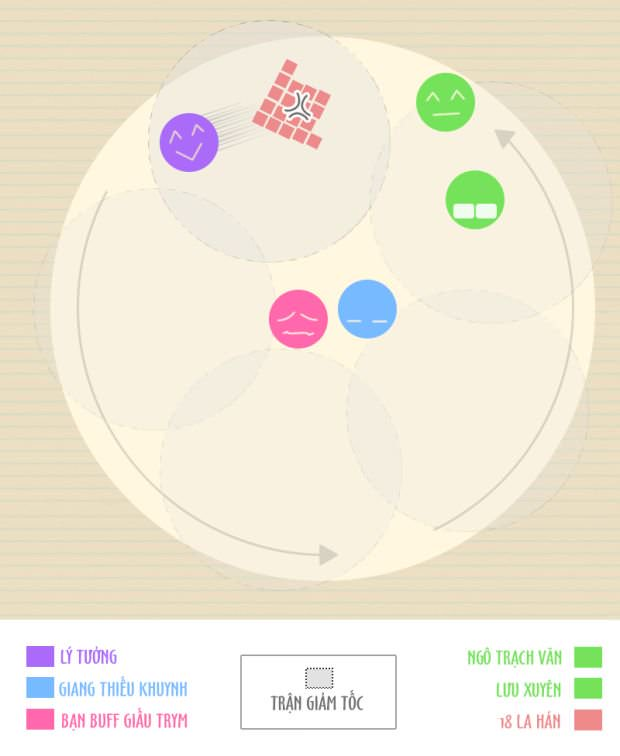 LÝ TƯỞNG
GIANG THIẾU KHUYNH
BẠN BUFF GIẤU TRYM
TRẬN GIẢM TỐC
NGÔ TRẠCH VĂN
LƯU XUYÊN
18 LA HÁN